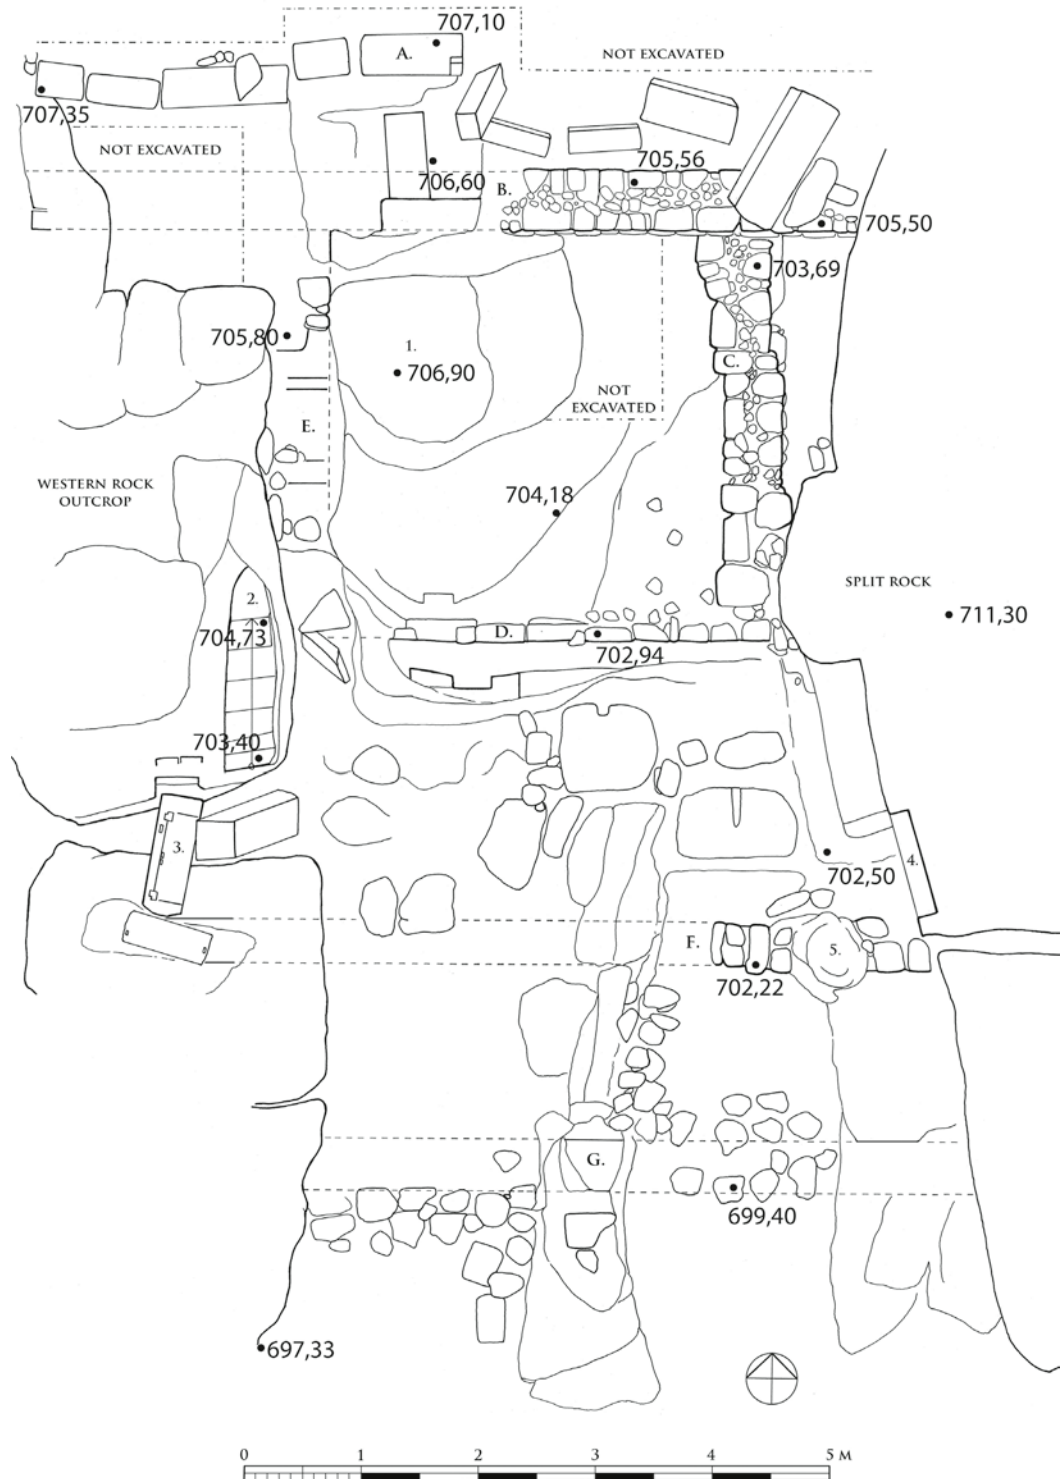 707,10
A.
NOT EXCAVATED
707,35
NOT EXCAVATED
706,60
705,56
B.
705,50
703,69
705,80
1.
706,90
C.
NOT
EXCAVATED
E.
WESTERN ROCK
OUTCROP
704,18
SPLIT ROCK
2.
711,30
704,73
D.
702,94
703,40
3.
4.
702,50
F.
5.
702,22
G.
699,40
697,33
0 1 2 3 4 5 M